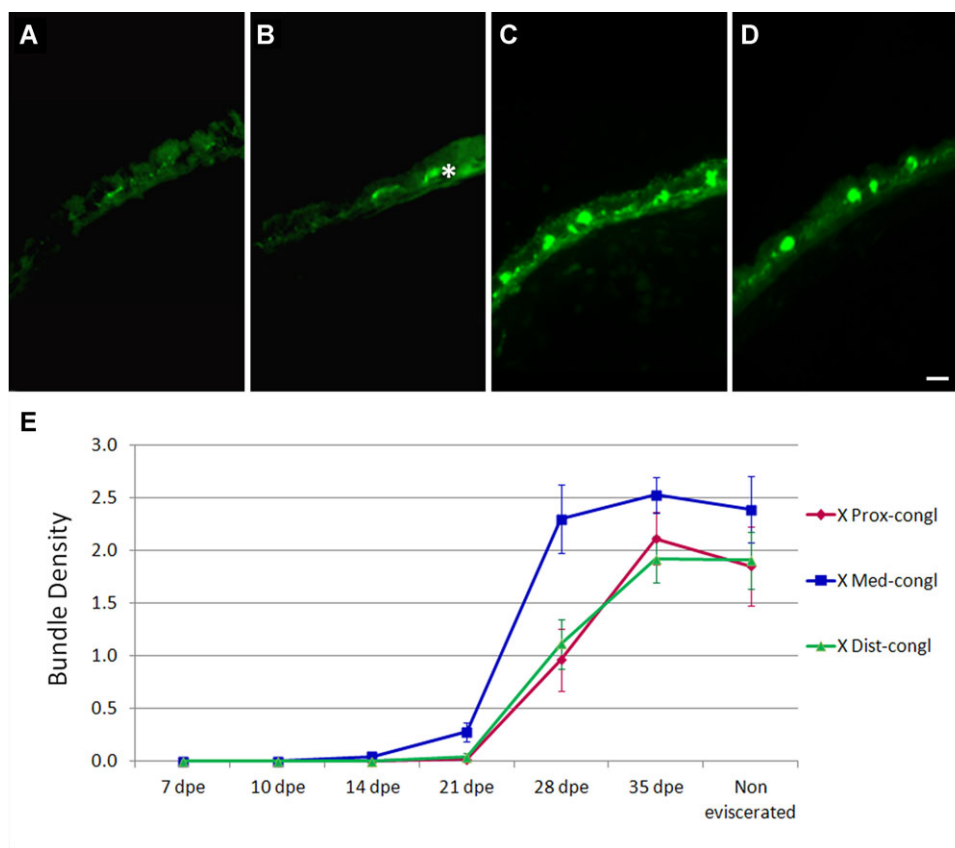 A
B
C
D
*
E
3.0
2.5
2.0
1.5
1.0
0.5
0.0
Bundle Density
7 dpe 10 dpe 14 dpe 21 dpe 28 dpe 35 dpe Non
eviscerated
X Prox-congl
X Med-congl
X Dist-congl